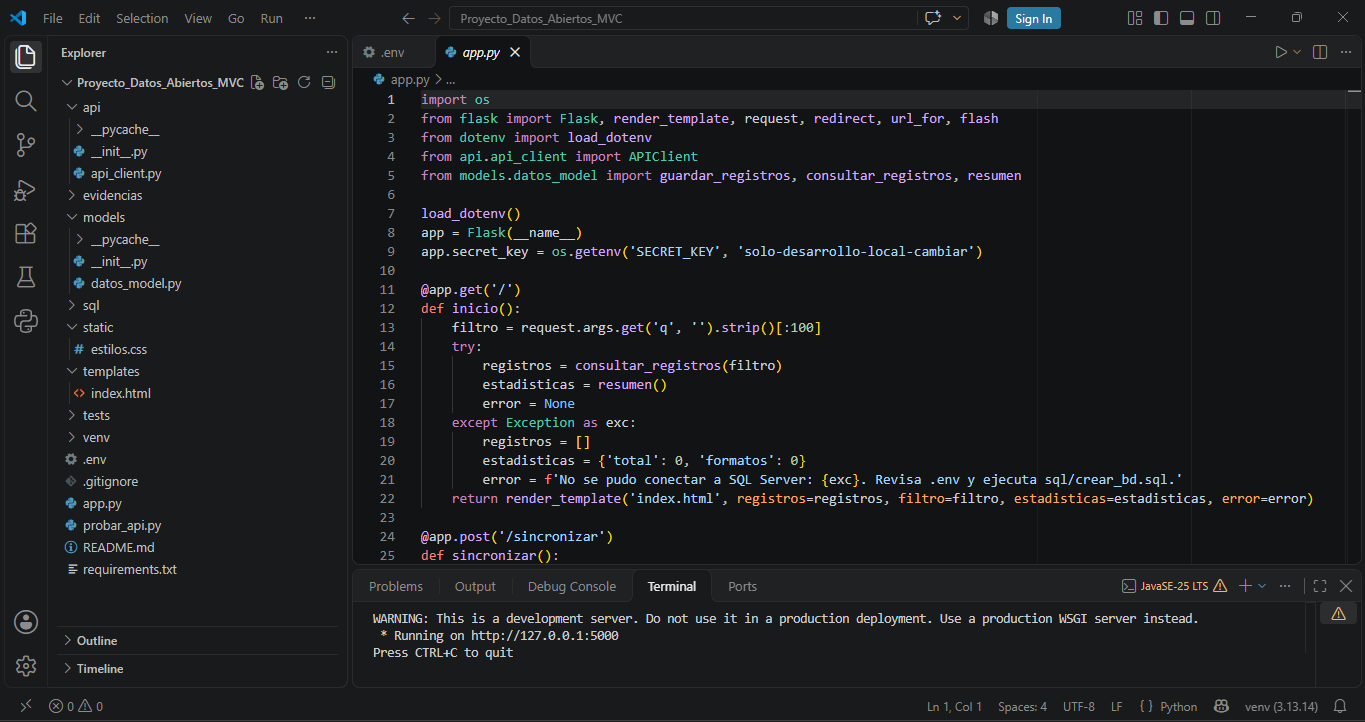 File Edit Selection View Go Run ···
Proyecto_Datos_Abiertos_MVC
Sign In
Explorer
Proyecto_Datos_Abiertos_MVC
api
__pycache__
__init__.py
api_client.py
evidencias
models
__pycache__
__init__.py
datos_model.py
sql
static
# estilos.css
templates
<> index.html
tests
venv
.env
.gitignore
app.py
probar_api.py
README.md
requirements.txt
Outline
Timeline
.env
app.py
app.py > ...
1 import os
2 from flask import Flask, render_template, request, redirect, url_for, flash
3 from dotenv import load_dotenv
4 from api.api_client import APIClient
5 from models.datos_model import guardar_registros, consultar_registros, resumen
6
7 load_dotenv()
8 app = Flask(__name__)
9 app.secret_key = os.getenv('SECRET_KEY', 'solo-desarrollo-local-cambiar')
10
11 @app.get('/')
12 def inicio():
13     filtro = request.args.get('q', '').strip()[:100]
14     try:
15         registros = consultar_registros(filtro)
16         estadisticas = resumen()
17         error = None
18     except Exception as exc:
19         registros = []
20         estadisticas = {'total': 0, 'formatos': 0}
21         error = f'No se pudo conectar a SQL Server: {exc}. Revisa .env y ejecuta sql/crear_bd.sql.'
22     return render_template('index.html', registros=registros, filtro=filtro, estadisticas=estadisticas, error=error)
23
24 @app.post('/sincronizar')
25 def sincronizar():
Problems Output Debug Console Terminal Ports
JavaSE-25 LTS
WARNING: This is a development server. Do not use it in a production deployment. Use a production WSGI server instead.
 * Running on http://127.0.0.1:5000
Press CTRL+C to quit
0 0
Ln 1, Col 1 Spaces: 4 UTF-8 LF { } Python venv (3.13.14)